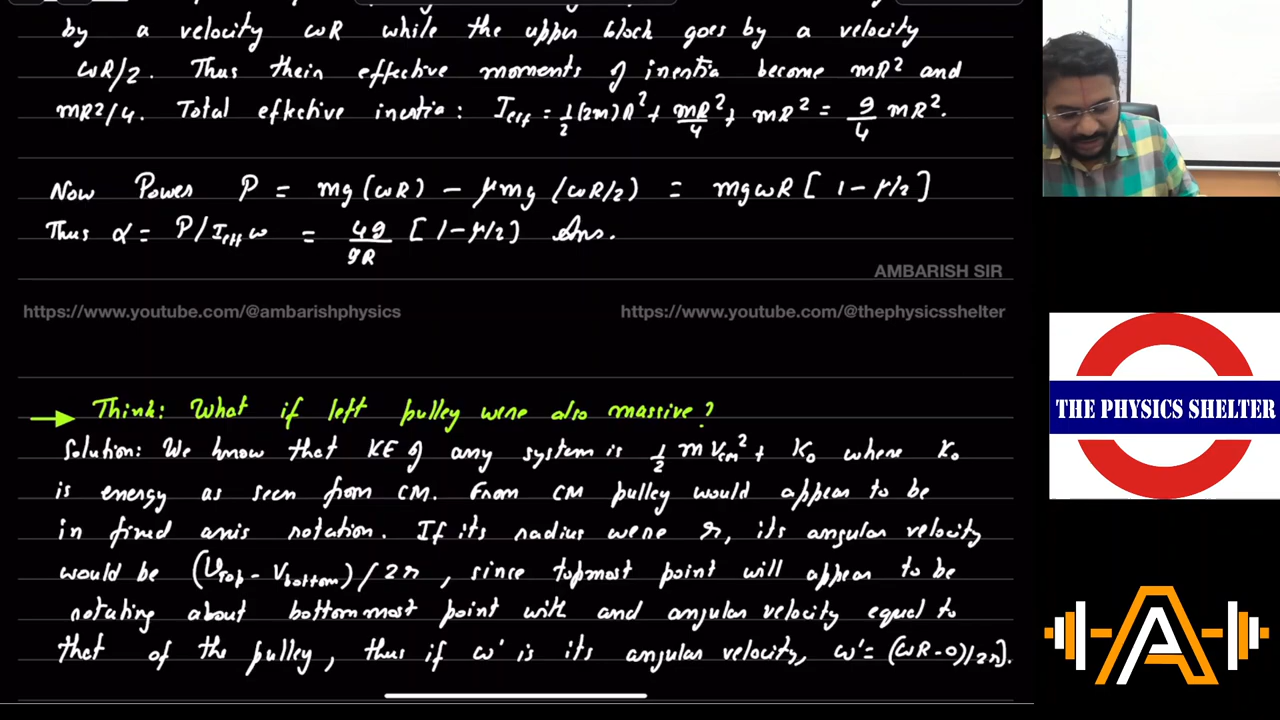 by a velocity ωR while the upper block goes by a velocity
ωR/2. Thus their effective moments of inertia become mR² and
mR²/4. Total effective inertia: Ieff = 1/2 (2m)R² + mR²/4 + mR² = 9/4 mR².
Now Power P = mg(ωR) - μmg(ωR/2) = mgωR [1 - μ/2]
Thus α = P/Ieff ω = 4g/9R [1 - μ/2] Ans.
AMBARISH SIR
https://www.youtube.com/@ambarishphysics https://www.youtube.com/@thephysicsshelter
→ Think: What if left pulley were also massive?
Solution: We know that KE of any system is 1/2 m Vcm² + K₀ where K₀
is energy as seen from CM. From CM pulley would appear to be
in fixed axis rotation. If its radius were r, its angular velocity
would be (Vtop - Vbottom)/2r, since topmost point will appear to be
rotating about bottommost point with and angular velocity equal to
that of the pulley, thus if ω' is its angular velocity, ω' = (ωR-0)/2r].
THE PHYSICS SHELTER